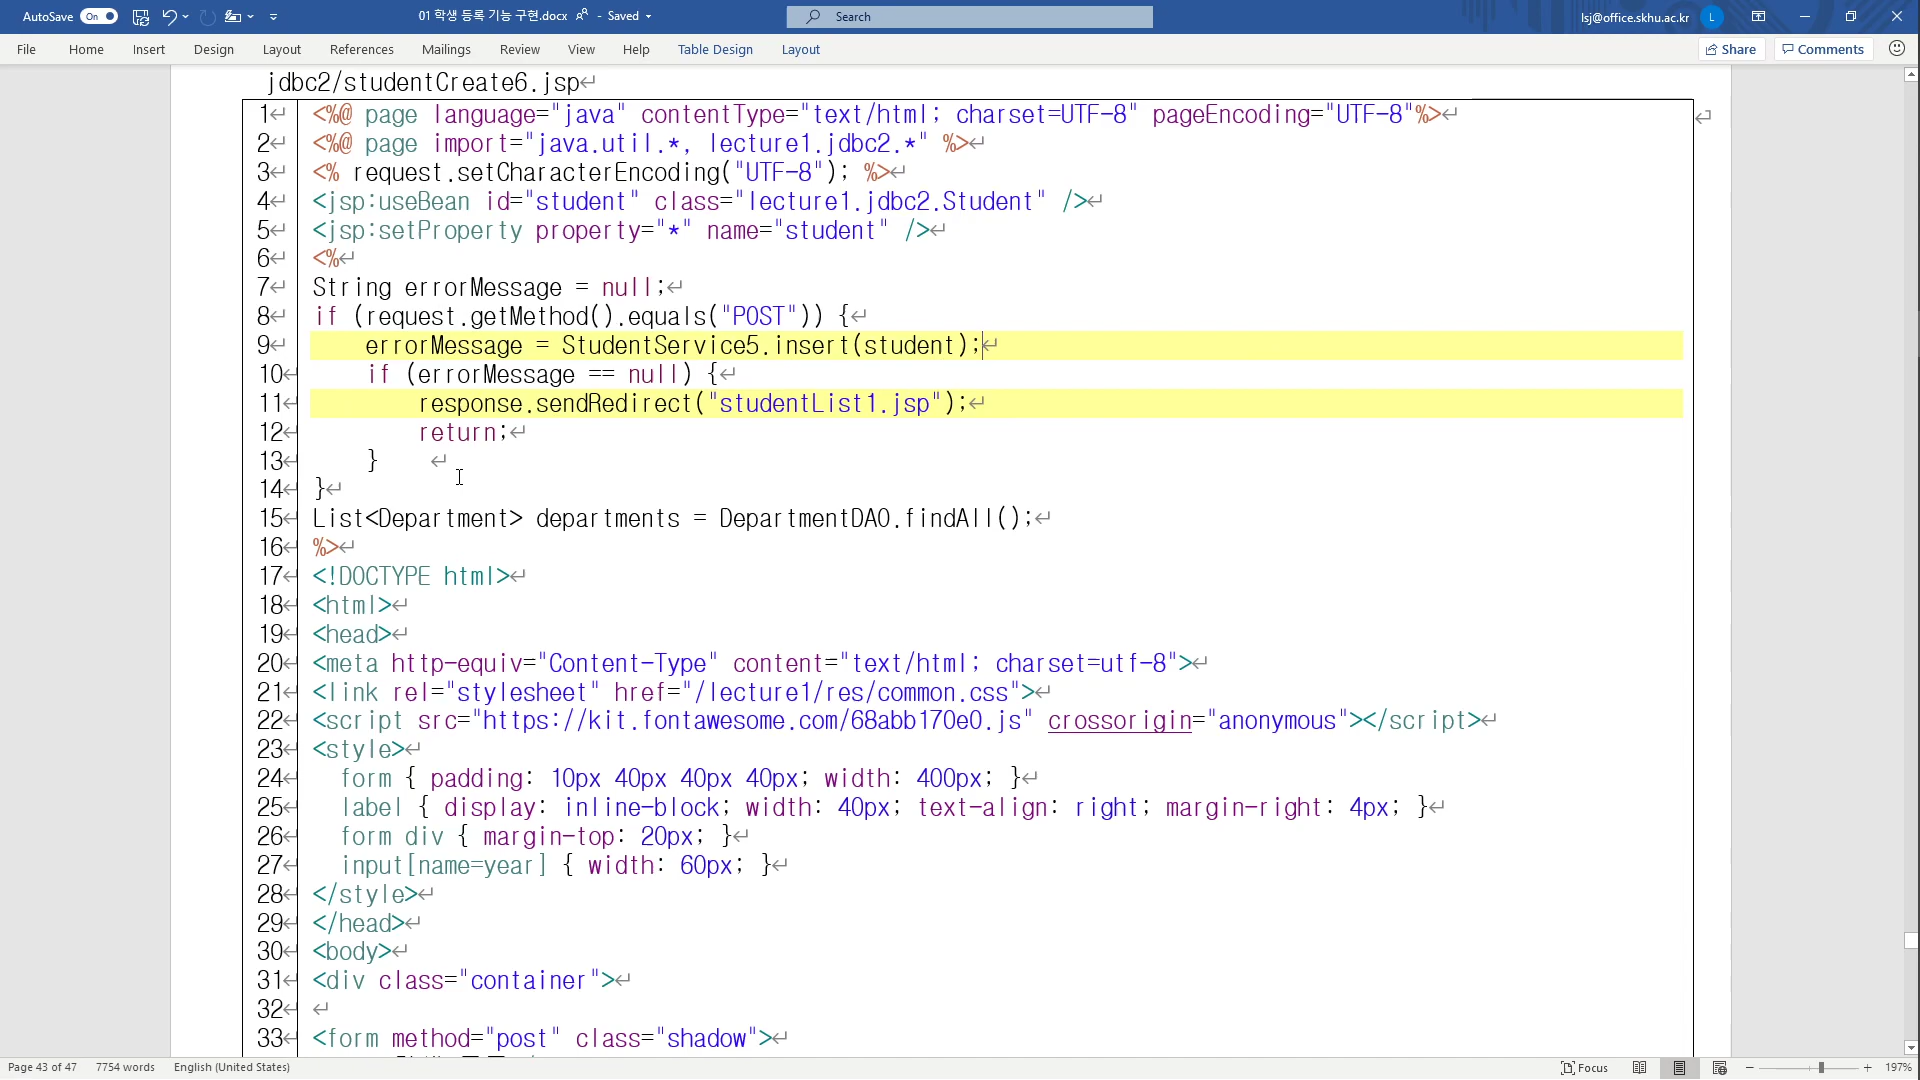 AutoSave On 01 학생 등록 기능 구현.docx - Saved Search lsj@office.skhu.ac.kr L
File Home Insert Design Layout References Mailings Review View Help Table Design Layout Share Comments
jdbc2/studentCreate6.jsp
1 <%@ page language="java" contentType="text/html; charset=UTF-8" pageEncoding="UTF-8"%>
2 <%@ page import="java.util.*, lecture1.jdbc2.*" %>
3 <% request.setCharacterEncoding("UTF-8"); %>
4 <jsp:useBean id="student" class="lecture1.jdbc2.Student" />
5 <jsp:setProperty property="*" name="student" />
6 <%
7 String errorMessage = null;
8 if (request.getMethod().equals("POST")) {
9     errorMessage = StudentService5.insert(student);
10     if (errorMessage == null) {
11         response.sendRedirect("studentList1.jsp");
12         return;
13     }
14 }
15 List<Department> departments = DepartmentDAO.findAll();
16 %>
17 <!DOCTYPE html>
18 <html>
19 <head>
20 <meta http-equiv="Content-Type" content="text/html; charset=utf-8">
21 <link rel="stylesheet" href="/lecture1/res/common.css">
22 <script src="https://kit.fontawesome.com/68abb170e0.js" crossorigin="anonymous"></script>
23 <style>
24   form { padding: 10px 40px 40px 40px; width: 400px; }
25   label { display: inline-block; width: 40px; text-align: right; margin-right: 4px; }
26   form div { margin-top: 20px; }
27   input[name=year] { width: 60px; }
28 </style>
29 </head>
30 <body>
31 <div class="container">
32
33 <form method="post" class="shadow">
Page 43 of 47 7754 words English (United States) Focus 197%